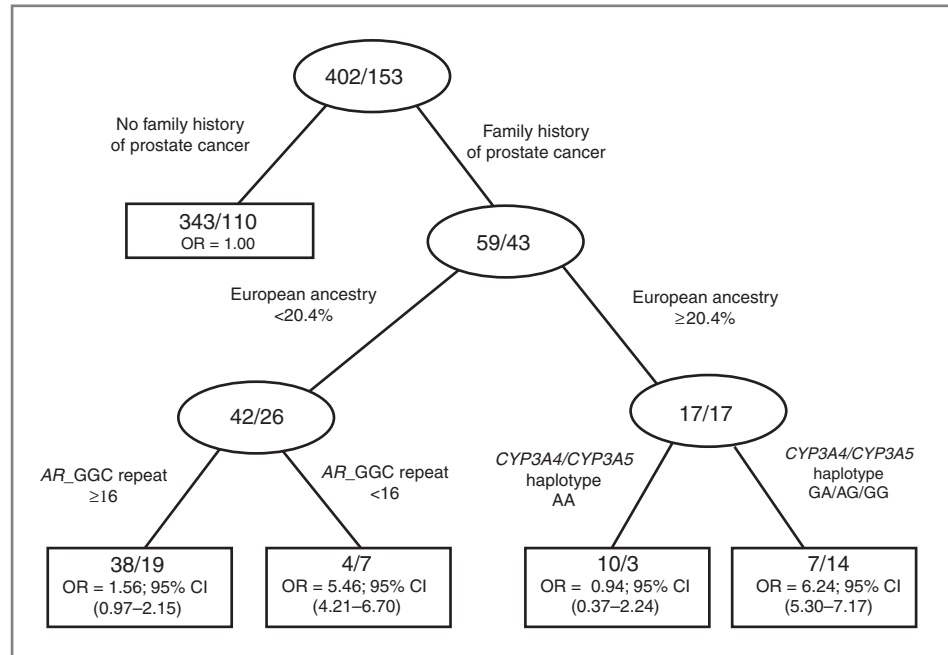 402/153
No family history
of prostate cancer
Family history
of prostate cancer
343/110
OR = 1.00
59/43
European ancestry
<20.4%
European ancestry
≥20.4%
42/26
17/17
AR_GGC repeat
≥16
AR_GGC repeat
<16
CYP3A4/CYP3A5
haplotype
AA
CYP3A4/CYP3A5
haplotype
GA/AG/GG
38/19
OR = 1.56; 95% CI
(0.97–2.15)
4/7
OR = 5.46; 95% CI
(4.21–6.70)
10/3
OR = 0.94; 95% CI
(0.37–2.24)
7/14
OR = 6.24; 95% CI
(5.30–7.17)